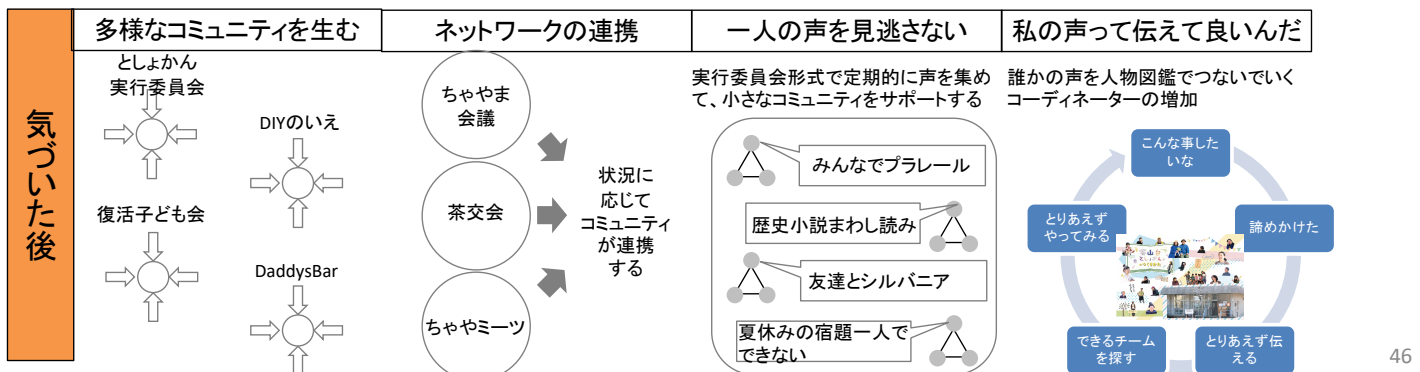 気づいた後
多様なコミュニティを生む
としょかん
実行委員会
DIYのいえ
復活子ども会
DaddysBar
ネットワークの連携
ちゃやま
会議
茶交会
ちゃやミーツ
状況に
応じて
コミュニティ
が連携
する
一人の声を見逃さない
実行委員会形式で定期的に声を集め
て、小さなコミュニティをサポートする
みんなでプラレール
歴史小説まわし読み
友達とシルバニア
夏休みの宿題一人で
できない
私の声って伝えて良いんだ
誰かの声を人物図鑑でつないでいく
コーディネーターの増加
こんな事した
いな
諦めかけた
とりあえず伝
える
できるチーム
を探す
とりあえず
やってみる
46